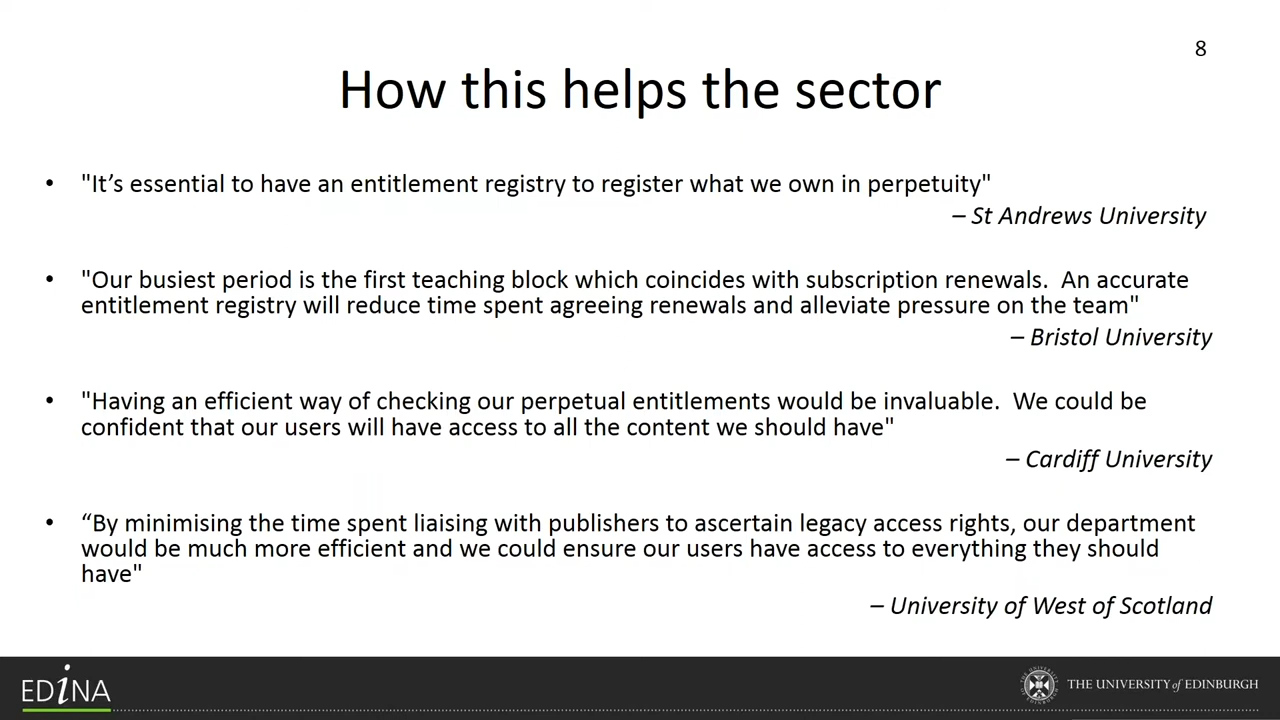 8
How this helps the sector
• "It’s essential to have an entitlement registry to register what we own in perpetuity"
– St Andrews University
• "Our busiest period is the first teaching block which coincides with subscription renewals.  An accurate
entitlement registry will reduce time spent agreeing renewals and alleviate pressure on the team"
– Bristol University
• "Having an efficient way of checking our perpetual entitlements would be invaluable.  We could be
confident that our users will have access to all the content we should have"
– Cardiff University
• “By minimising the time spent liaising with publishers to ascertain legacy access rights, our department
would be much more efficient and we could ensure our users have access to everything they should
have"
– University of West of Scotland
EDiNA
THE UNIVERSITY of EDINBURGH